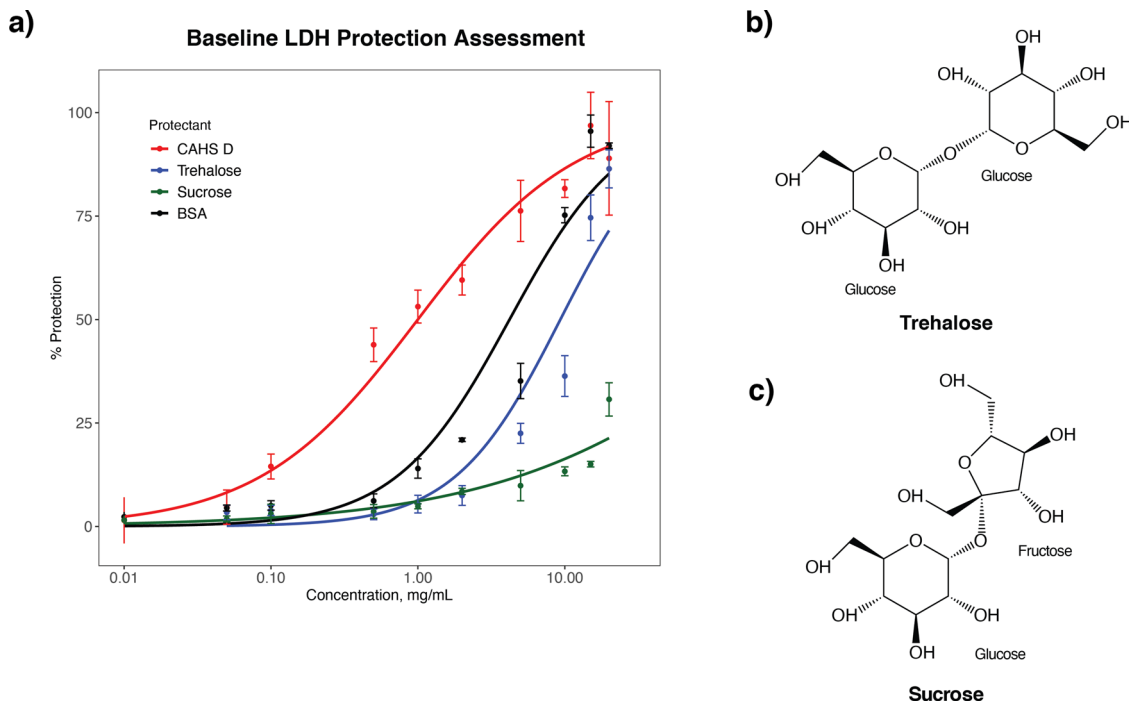 a)
Baseline LDH Protection Assessment
% Protection
100
75
50
25
0
Protectant
CAHS D
Trehalose
Sucrose
BSA
0.01
0.10
1.00
10.00
Concentration, mg/mL
b)
OH
OH
OH
OH
O
O
O
Glucose
OH
OH
OH
OH
Glucose
Trehalose
c)
OH
OH
O
OH
OH
O
Fructose
O
OH
OH
OH
OH
Glucose
Sucrose